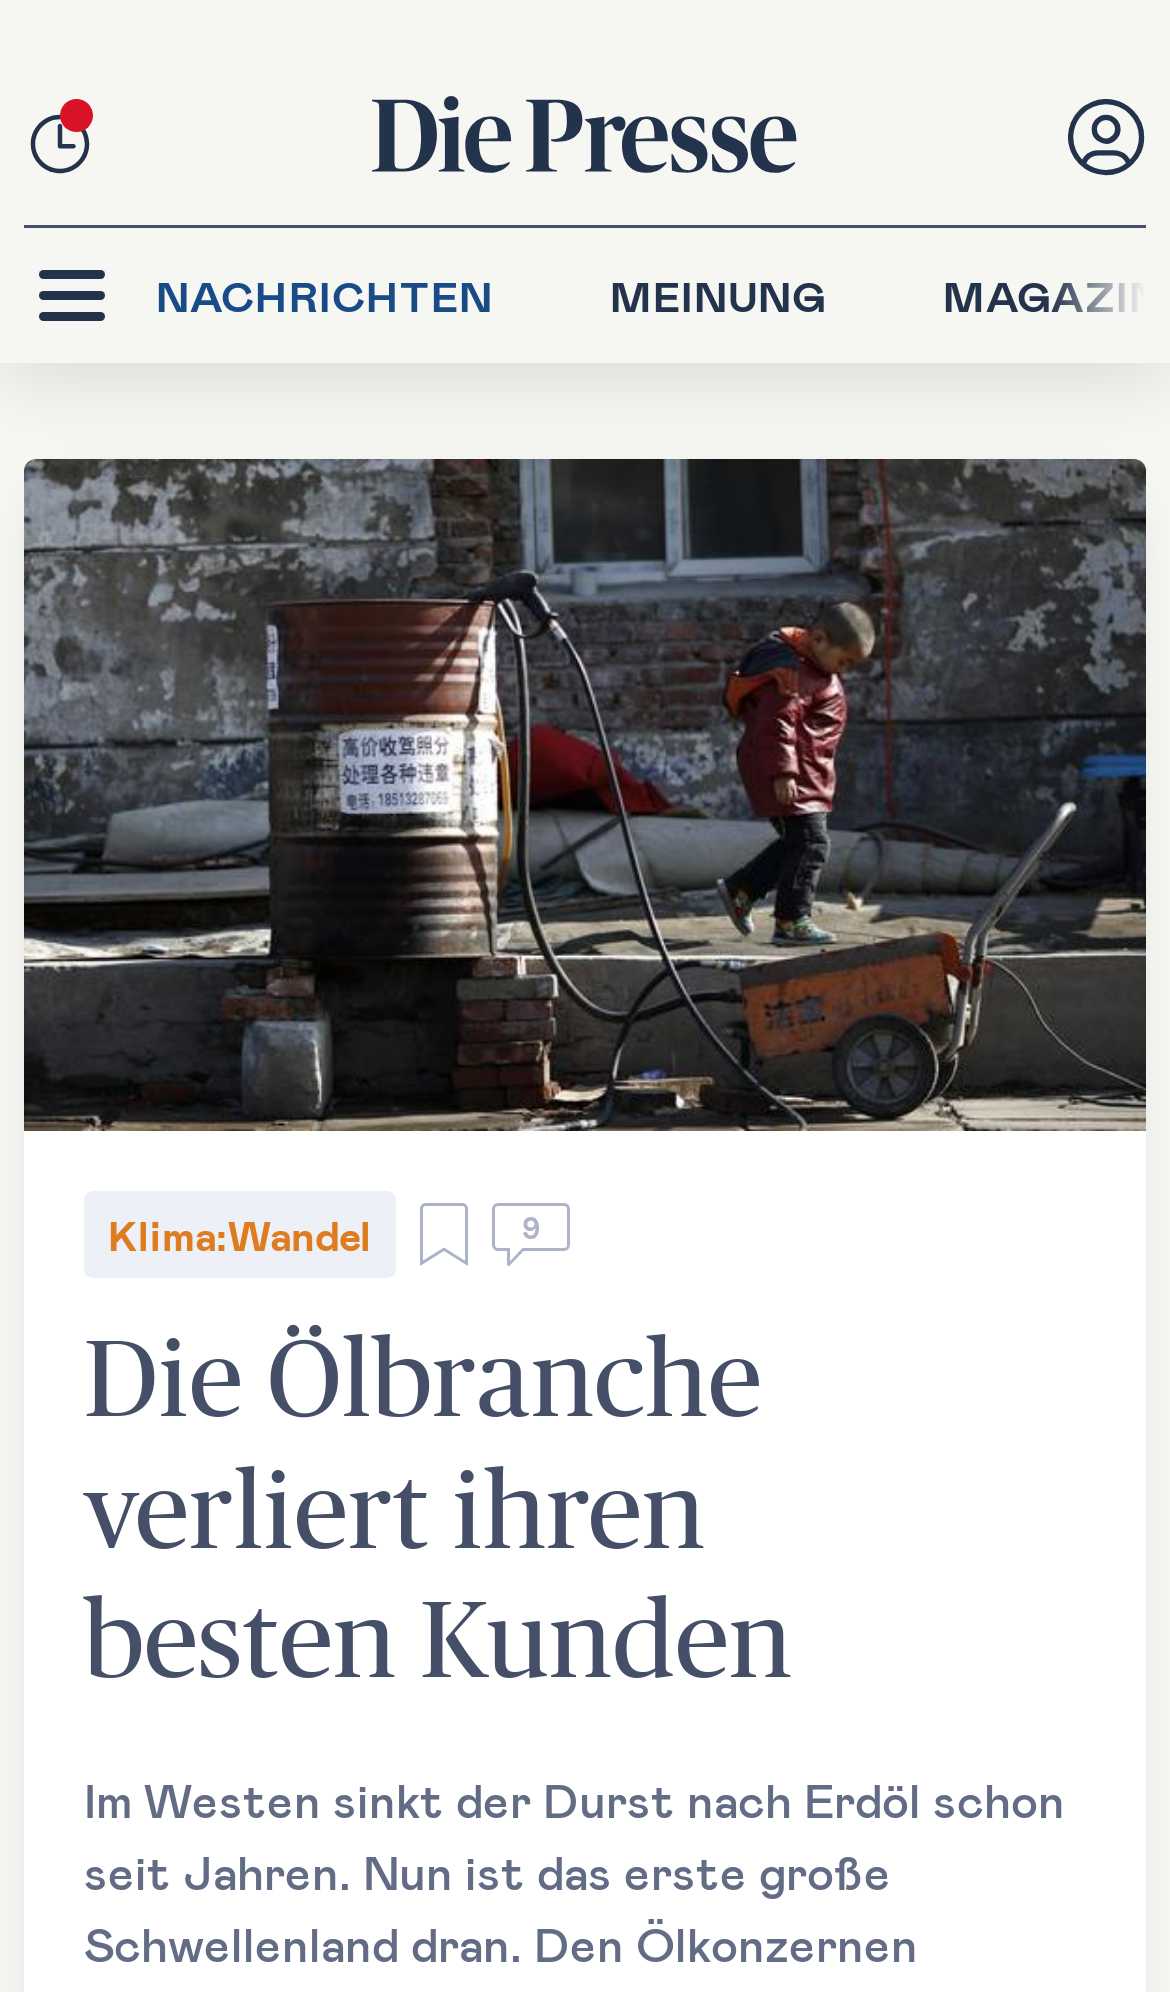 Die Presse
NACHRICHTEN MEINUNG MAGAZIN
高价收驾照分
处理各种违章
电话:18513287069
Klima:Wandel 9
Die Ölbranche
verliert ihren
besten Kunden
Im Westen sinkt der Durst nach Erdöl schon
seit Jahren. Nun ist das erste große
Schwellenland dran. Den Ölkonzernen